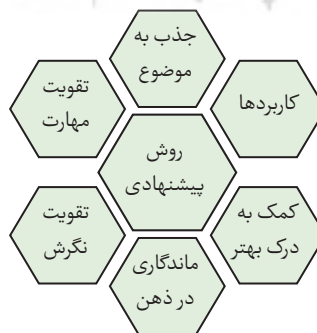 جذب به
موضوع
تقویت
مهارت
کاربردها
روش
پیشنهادی
تقویت
نگرش
کمک به
درک بهتر
ماندگاری
در ذهن